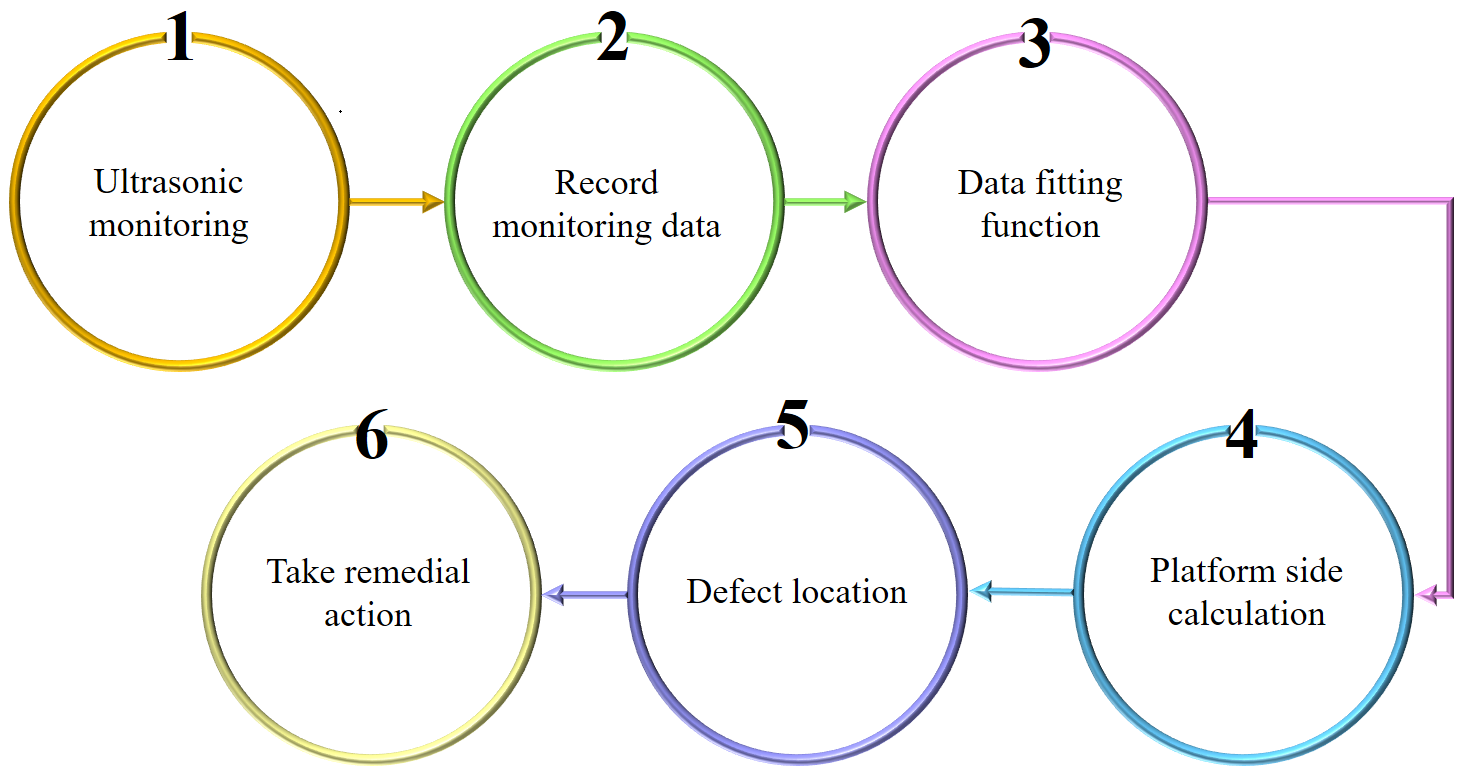 1
Ultrasonic
monitoring
2
Record
monitoring data
3
Data fitting
function
4
Platform side
calculation
5
Defect location
6
Take remedial
action